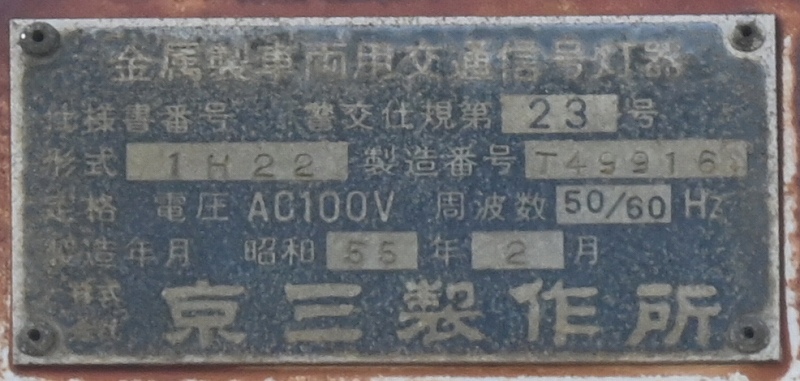 金属製車両用交通信号灯器
仕様書番号 警交仕規第 23 号
形式 1H22 製造番号 T499163
定格 電圧 AC100V 周波数 50/60 Hz
製造年月 昭和 55 年 2 月
株式会社 京三製作所